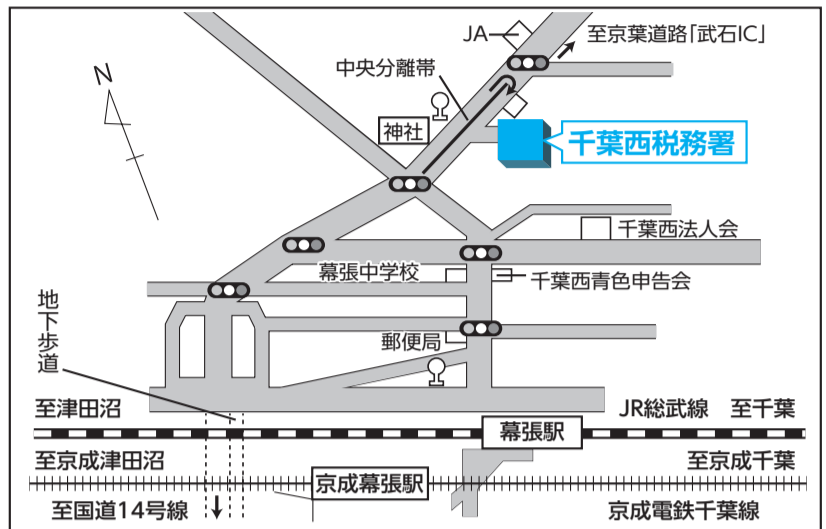 JA
至京葉道路「武石IC」
中央分離帯
N
神社
千葉西税務署
千葉西法人会
幕張中学校
千葉西青色申告会
地下歩道
郵便局
至津田沼
JR総武線 至千葉
幕張駅
至京成津田沼
至京成千葉
京成幕張駅
至国道14号線
京成電鉄千葉線